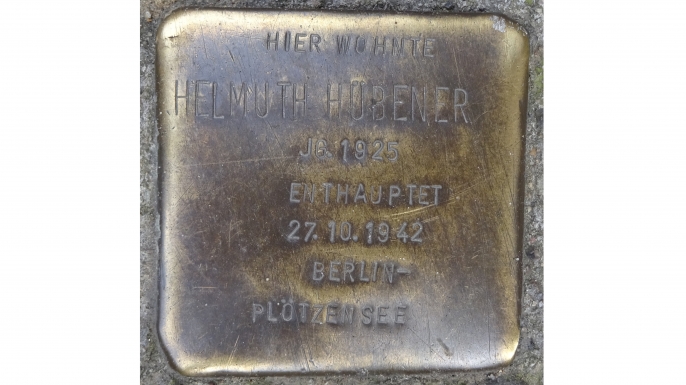 HIER WOHNTE
HELMUTH HÜBENER
JG. 1925
ENTHAUPTET
27.10.1942
BERLIN-
PLÖTZENSEE